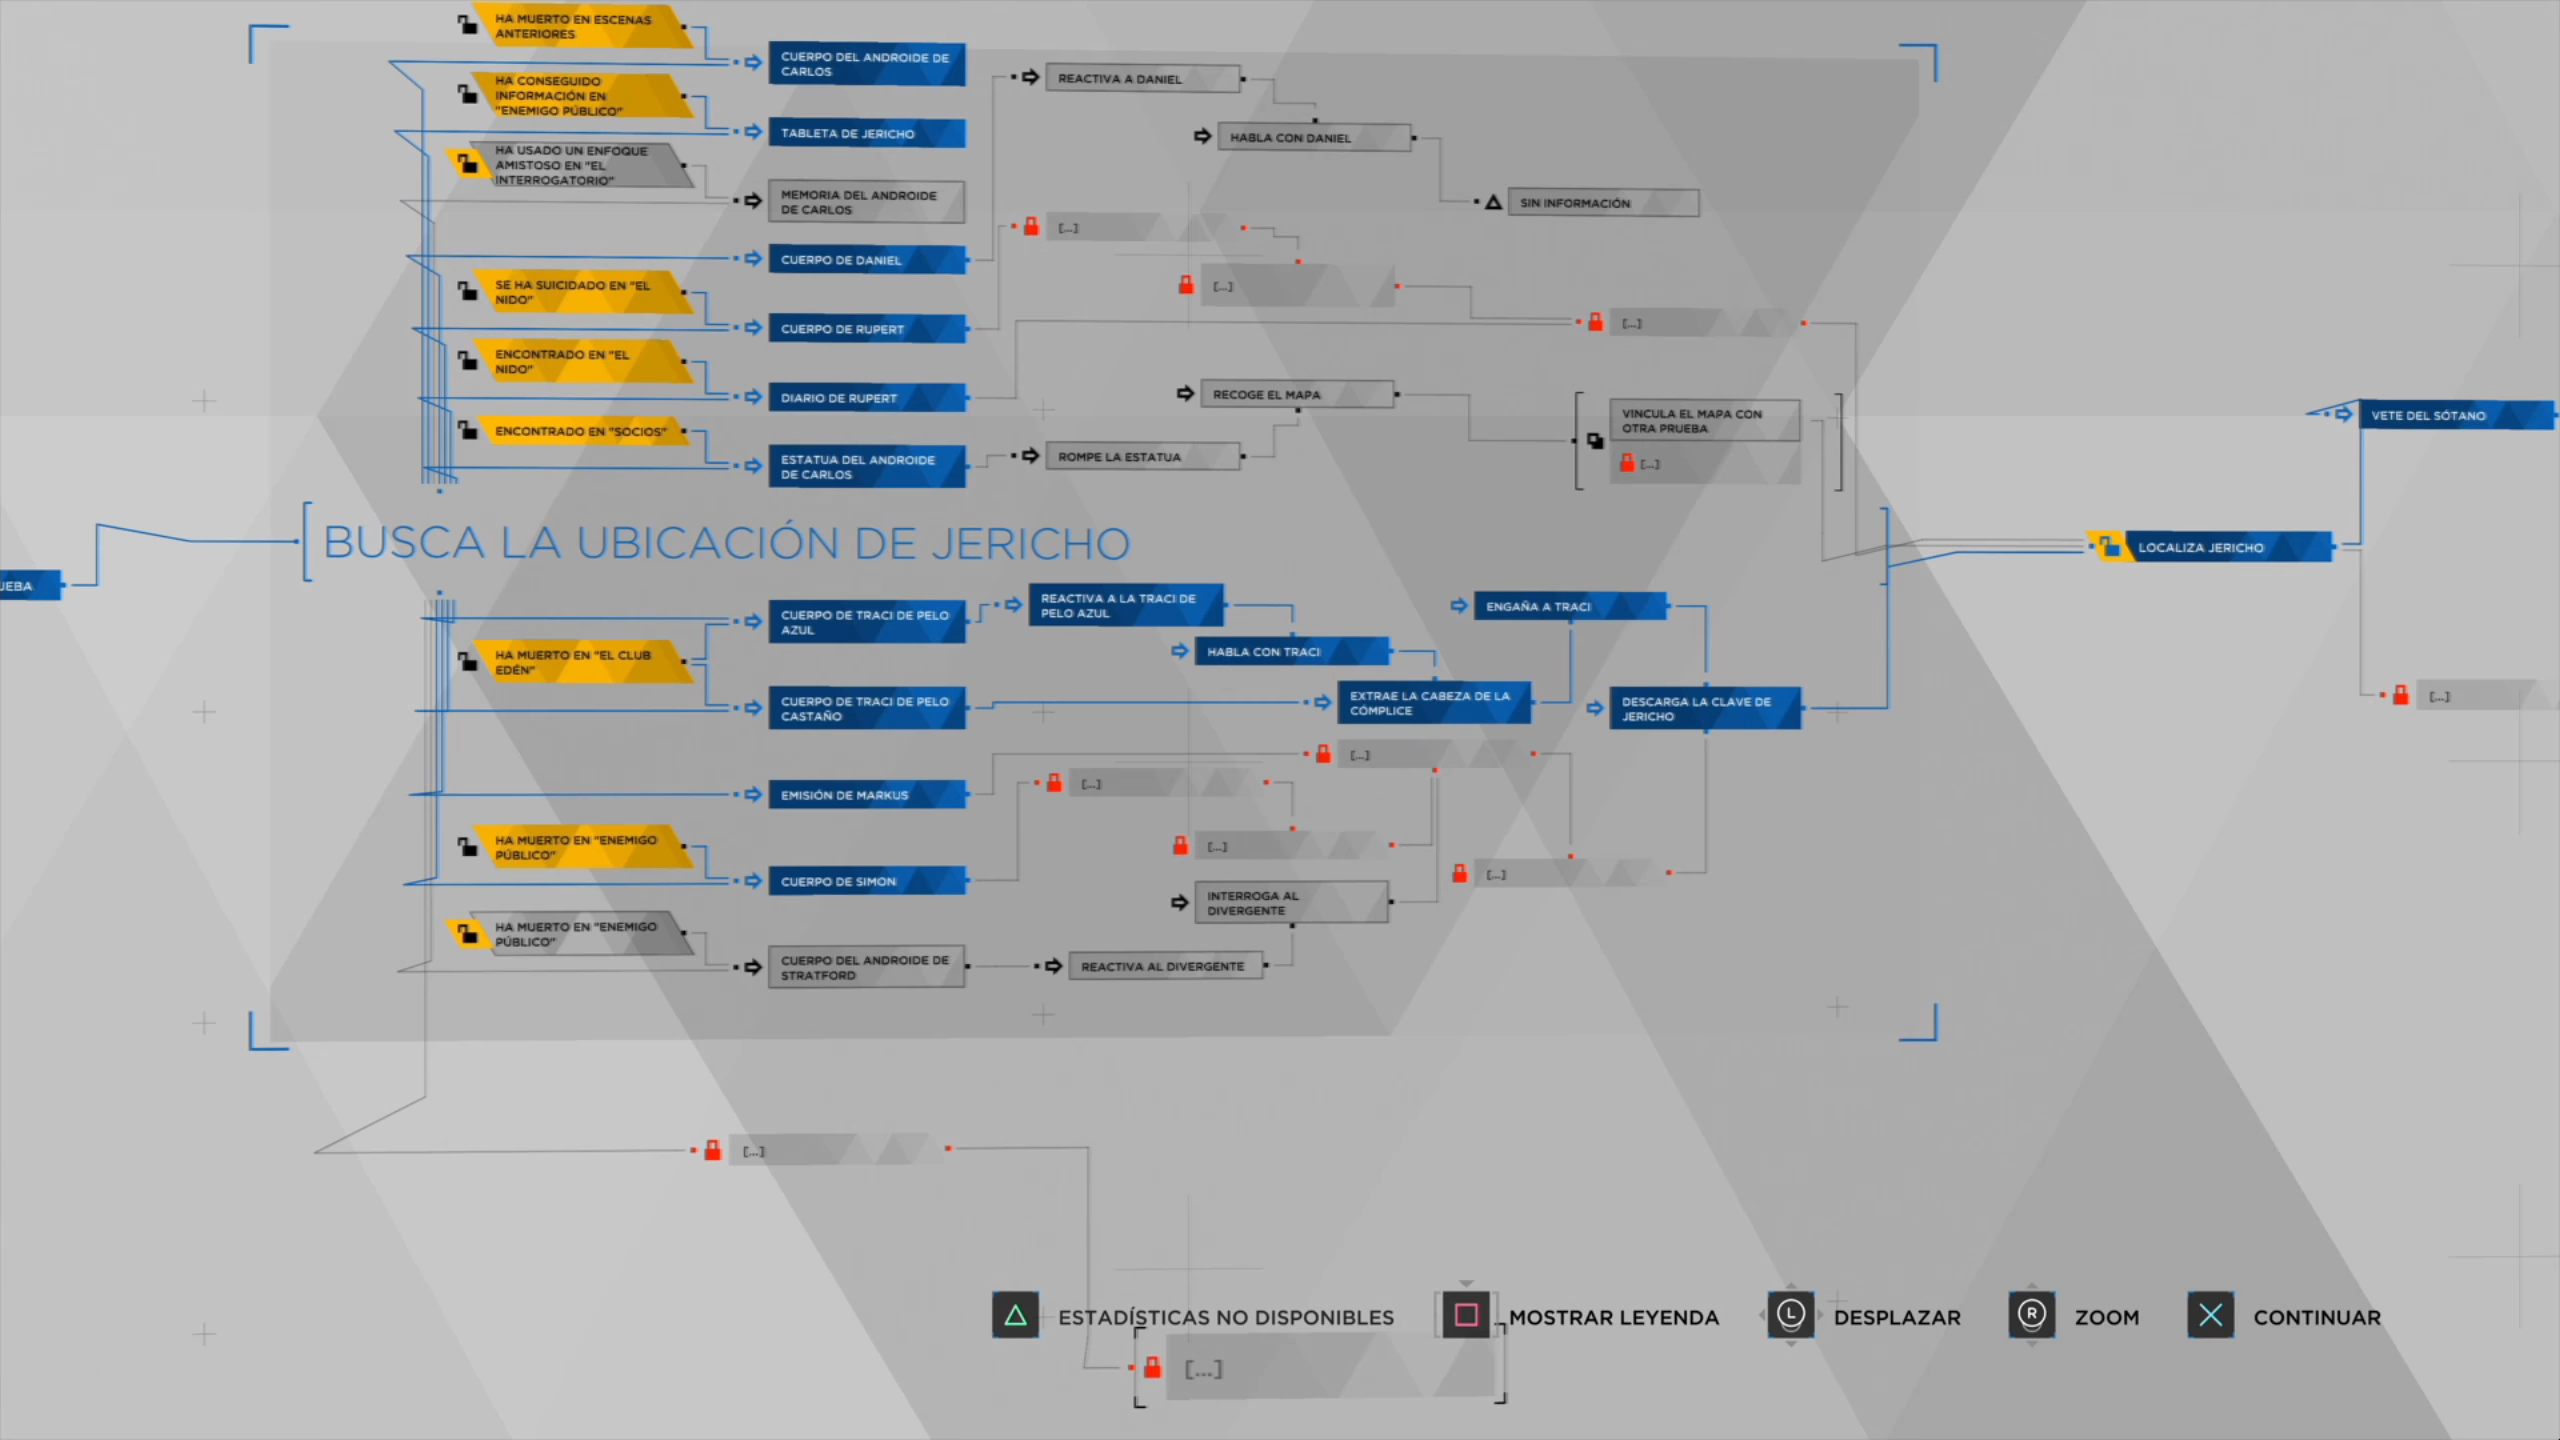 HA MUERTO EN ESCENAS
ANTERIORES
CUERPO DEL ANDROIDE DE
CARLOS
REACTIVA A DANIEL
HA CONSEGUIDO
INFORMACIÓN EN
"ENEMIGO PÚBLICO"
TABLETA DE JERICHO
HABLA CON DANIEL
HA USADO UN ENFOQUE
AMISTOSO EN "EL
INTERROGATORIO"
MEMORIA DEL ANDROIDE
DE CARLOS
SIN INFORMACIÓN
[...]
CUERPO DE DANIEL
SE HA SUICIDADO EN "EL
NIDO"
[...]
CUERPO DE RUPERT
[...]
ENCONTRADO EN "EL
NIDO"
DIARIO DE RUPERT
RECOGE EL MAPA
VINCULA EL MAPA CON
OTRA PRUEBA
VETE DEL SÓTANO
ENCONTRADO EN "SOCIOS"
ESTATUA DEL ANDROIDE
DE CARLOS
ROMPE LA ESTATUA
[...]
BUSCA LA UBICACIÓN DE JERICHO
LOCALIZA JERICHO
UEBA
CUERPO DE TRACI DE PELO
AZUL
REACTIVA A LA TRACI DE
PELO AZUL
ENGAÑA A TRACI
HA MUERTO EN "EL CLUB
EDÉN"
HABLA CON TRACI
CUERPO DE TRACI DE PELO
CASTAÑO
EXTRAE LA CABEZA DE LA
CÓMPLICE
DESCARGA LA CLAVE DE
JERICHO
[...]
[...]
[...]
EMISIÓN DE MARKUS
HA MUERTO EN "ENEMIGO
PÚBLICO"
[...]
CUERPO DE SIMON
[...]
INTERROGA AL
DIVERGENTE
HA MUERTO EN "ENEMIGO
PÚBLICO"
CUERPO DEL ANDROIDE DE
STRATFORD
REACTIVA AL DIVERGENTE
[...]
ESTADÍSTICAS NO DISPONIBLES
MOSTRAR LEYENDA
L
DESPLAZAR
R
ZOOM
CONTINUAR
[...]